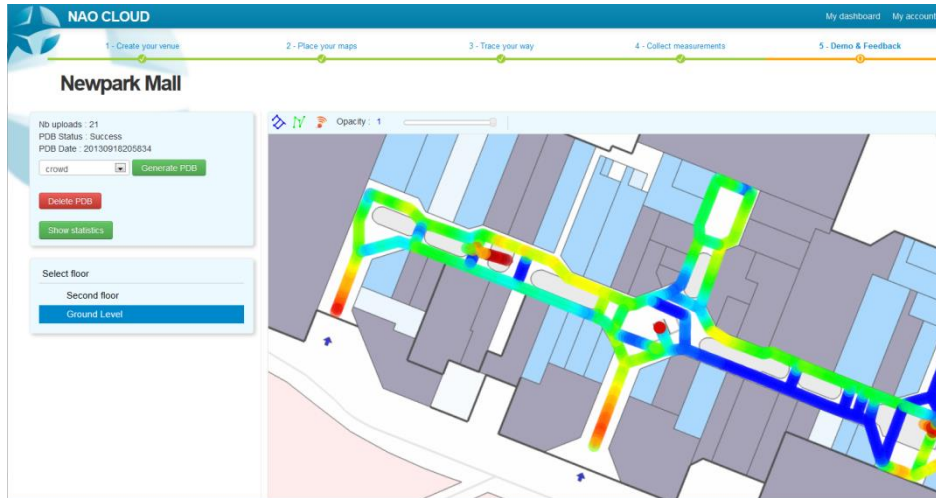 NAO CLOUD
My dashboard My account
1 - Create your venue
2 - Place your maps
3 - Trace your way
4 - Collect measurements
5 - Demo & Feedback
Newpark Mall
Nb uploads : 21
PDB Status : Success
PDB Date : 20130918205834
crowd
Generate PDB
Delete PDB
Show statistics
Select floor
Second floor
Ground Level
Opacity : 1